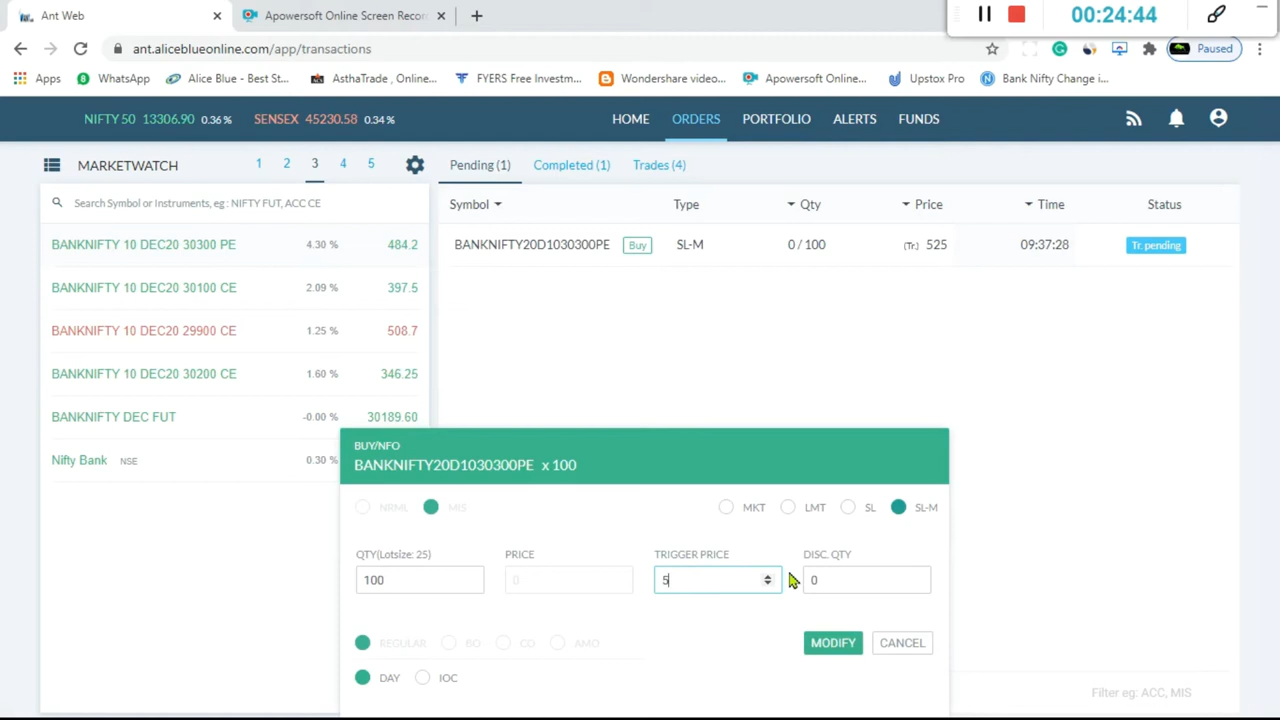 Ant Web
Apowersoft Online Screen Recor
00:24:44
ant.aliceblueonline.com/app/transactions
Paused
Apps
WhatsApp
Alice Blue - Best St...
AsthaTrade , Online...
FYERS Free Investm...
Wondershare video...
Apowersoft Online...
Upstox Pro
Bank Nifty Change i...
NIFTY 50 13306.90 0.36 %
SENSEX 45230.58 0.34 %
HOME
ORDERS
PORTFOLIO
ALERTS
FUNDS
MARKETWATCH
1 2 3 4 5
Pending (1)
Completed (1)
Trades (4)
Search Symbol or Instruments, eg : NIFTY FUT, ACC CE
Symbol Type Qty Price Time Status
BANKNIFTY 10 DEC20 30300 PE 4.30 % 484.2
BANKNIFTY20D1030300PE Buy SL-M 0 / 100 (Tr.) 525 09:37:28 Tr. pending
BANKNIFTY 10 DEC20 30100 CE 2.09 % 397.5
BANKNIFTY 10 DEC20 29900 CE 1.25 % 508.7
BANKNIFTY 10 DEC20 30200 CE 1.60 % 346.25
BANKNIFTY DEC FUT -0.00 % 30189.60
Nifty Bank NSE 0.30 %
BUY/NFO
BANKNIFTY20D1030300PE x 100
NRML MIS MKT LMT SL SL-M
QTY(Lotsize: 25) PRICE TRIGGER PRICE DISC. QTY
100 0 5 0
REGULAR BO CO AMO
MODIFY CANCEL
DAY IOC
Filter eg: ACC, MIS